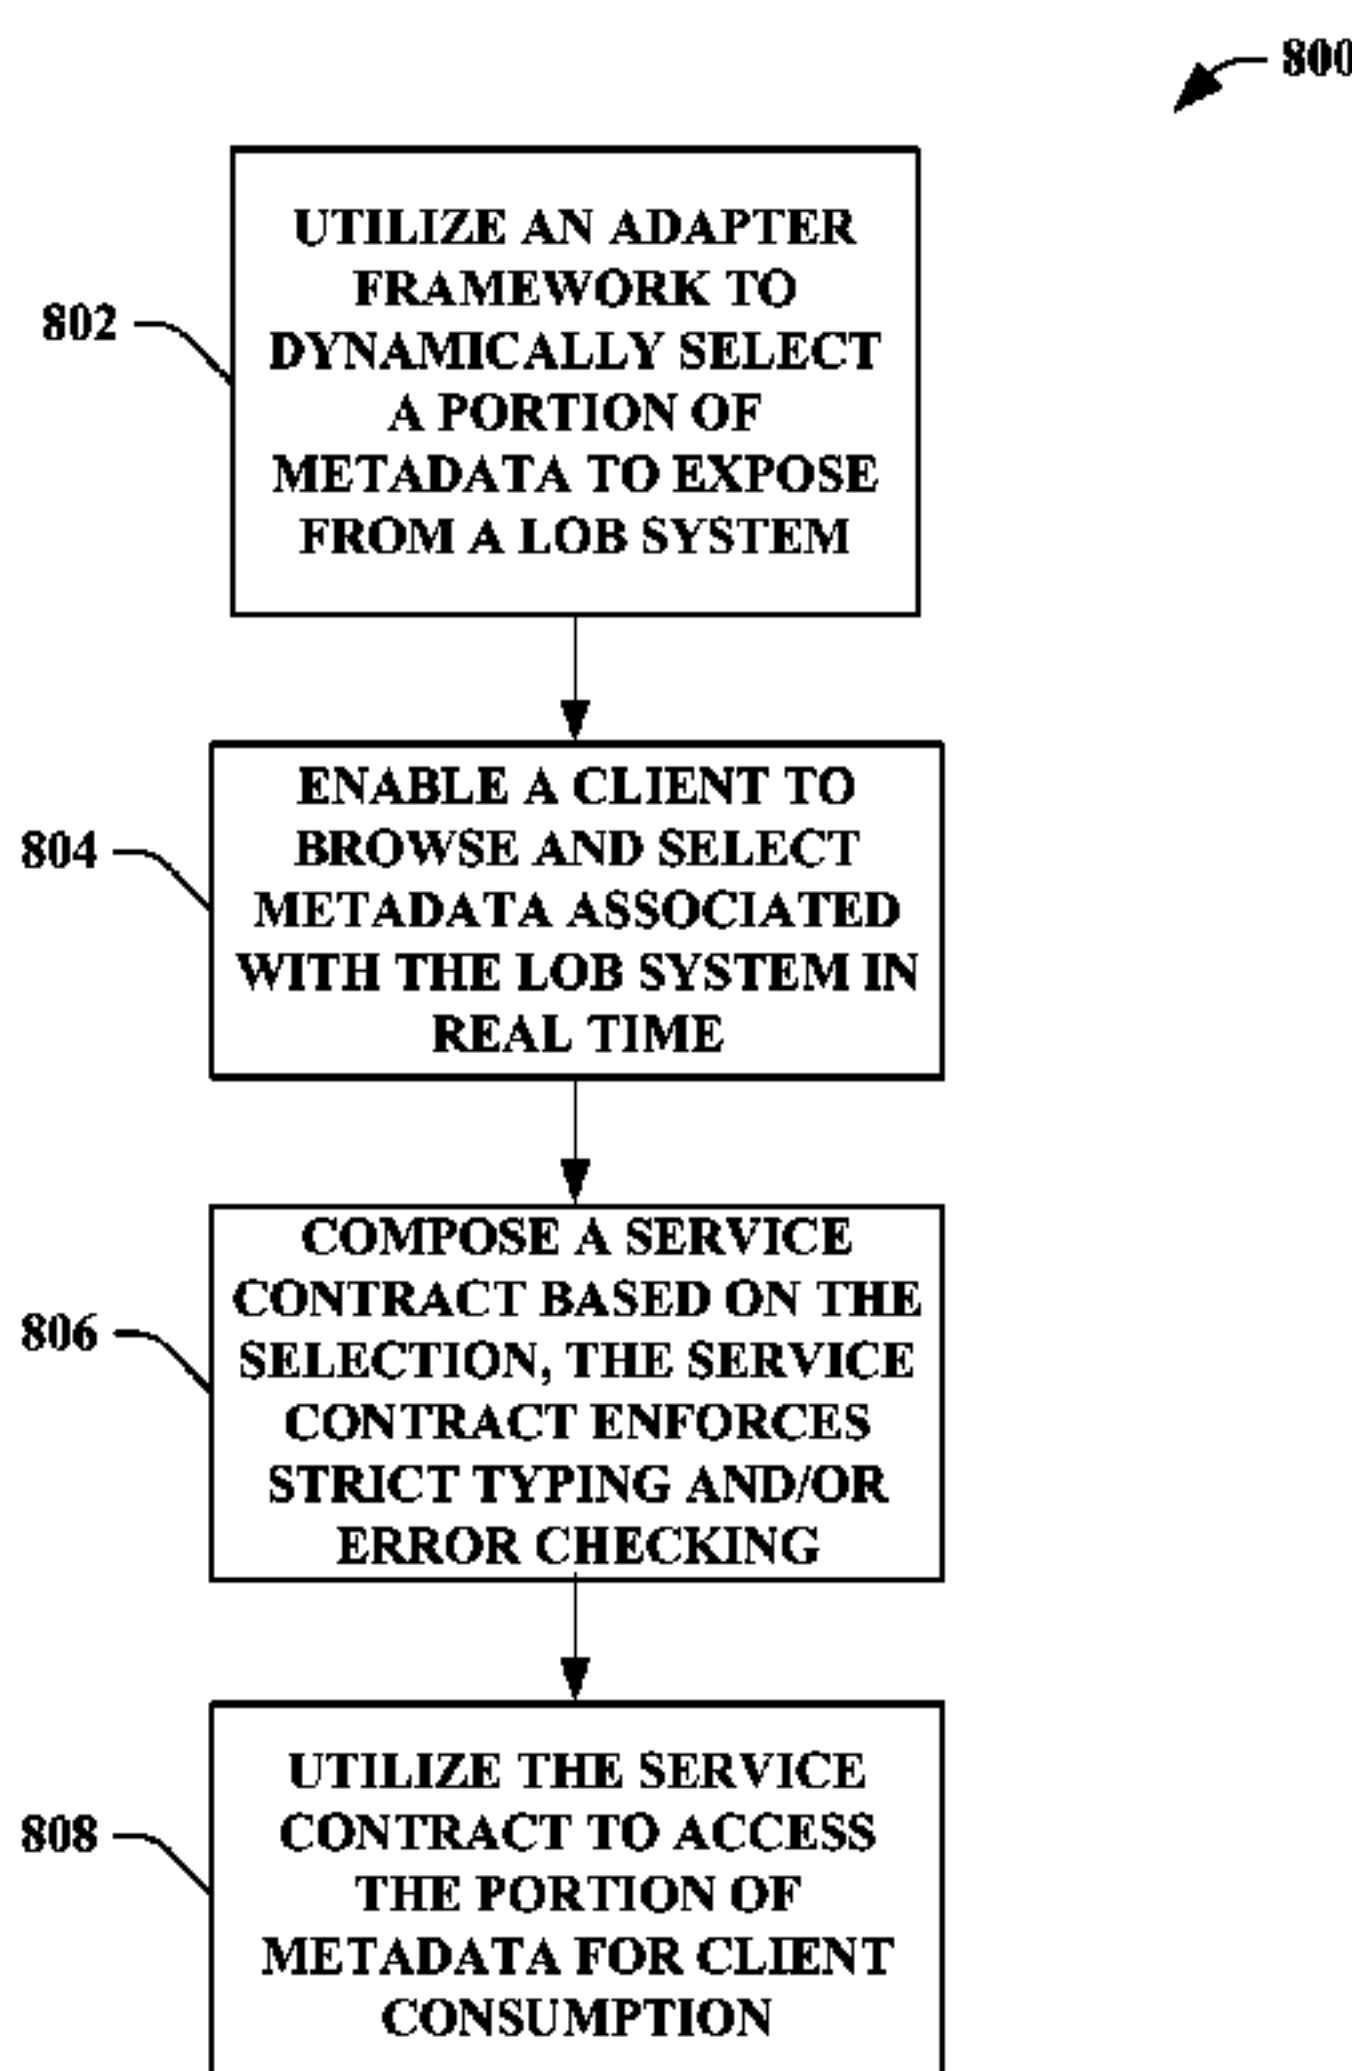 800
UTILIZE AN ADAPTER
FRAMEWORK TO
DYNAMICALLY SELECT
A PORTION OF
METADATA TO EXPOSE
FROM A LOB SYSTEM
802
ENABLE A CLIENT TO
BROWSE AND SELECT
METADATA ASSOCIATED
WITH THE LOB SYSTEM IN
REAL TIME
804
COMPOSE A SERVICE
CONTRACT BASED ON THE
SELECTION, THE SERVICE
CONTRACT ENFORCES
STRICT TYPING AND/OR
ERROR CHECKING
806
UTILIZE THE SERVICE
CONTRACT TO ACCESS
THE PORTION OF
METADATA FOR CLIENT
CONSUMPTION
808